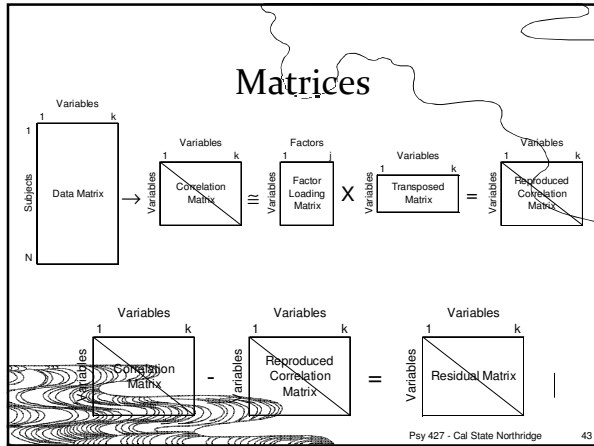 Matrices
Variables
1 k
1
Subjects
N
Data Matrix
→
Variables
1 k
Variables
Correlation
Matrix
≅
Factors
1 j
Variables
Factor
Loading
Matrix
X
Variables
1 k
Transposed
Matrix
=
Variables
1 k
Variables
Reproduced
Correlation
Matrix
Variables
1 k
Variables
Correlation
Matrix
-
Variables
1 k
Variables
Reproduced
Correlation
Matrix
=
Variables
1 k
Variables
Residual Matrix
Psy 427 - Cal State Northridge 43